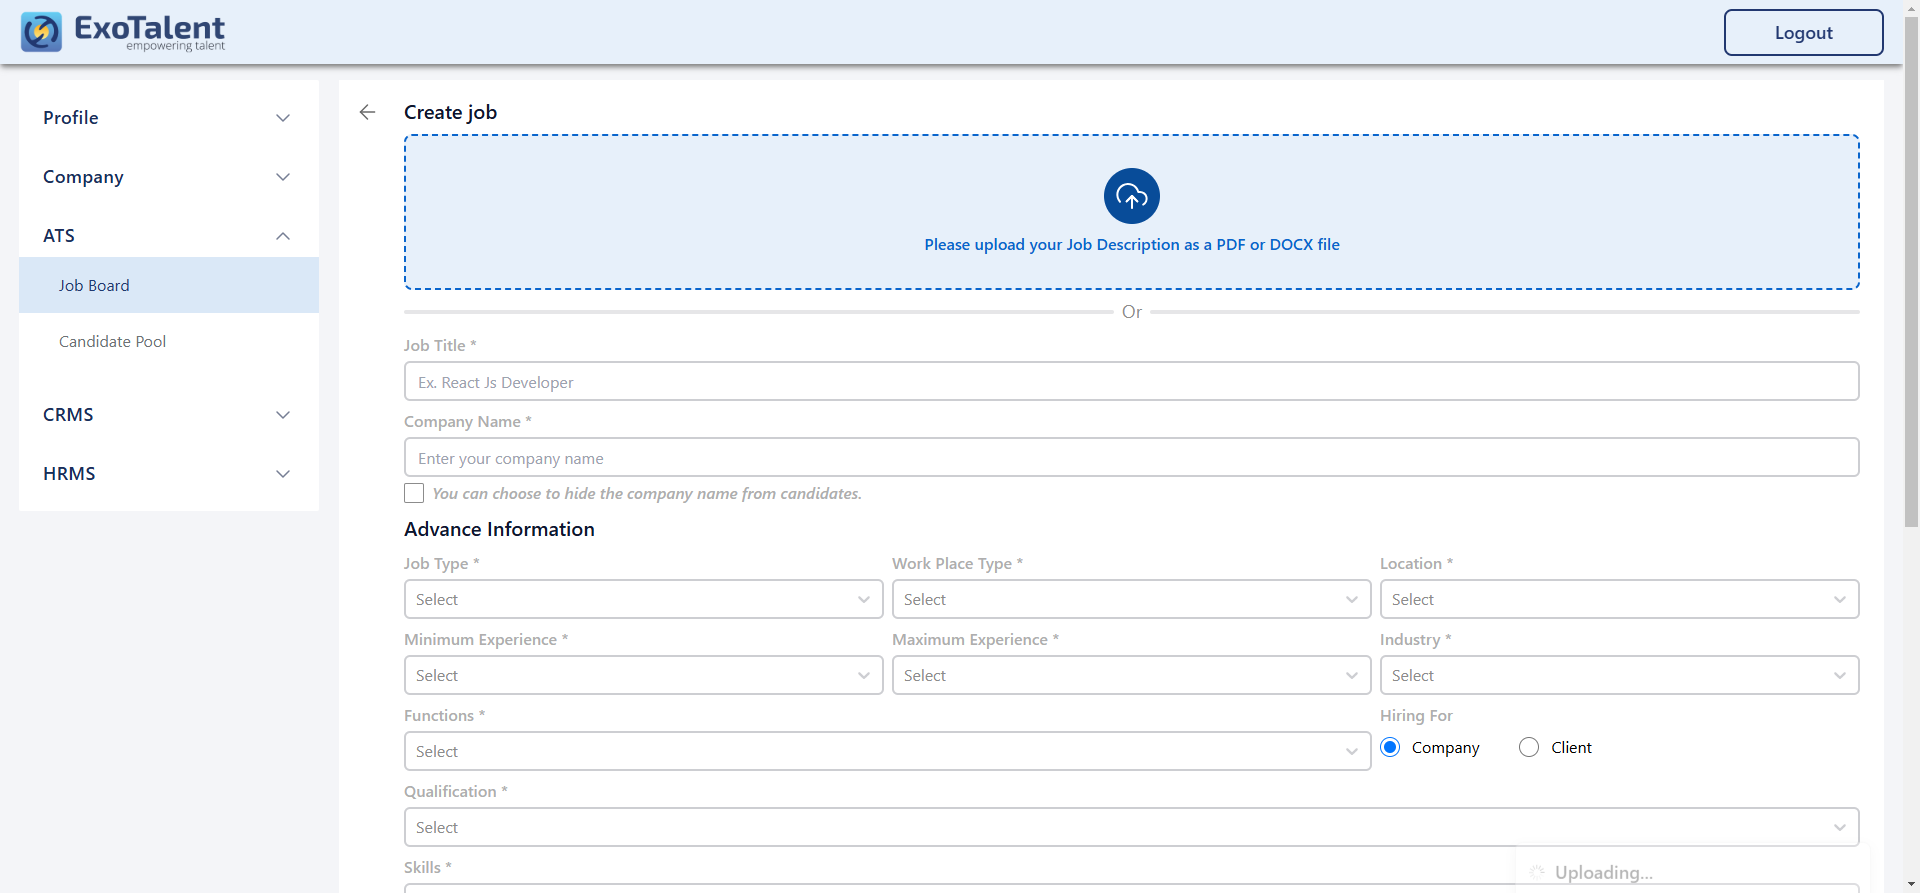 ExoTalent
empowering talent
Logout
Profile
Company
ATS
Job Board
Candidate Pool
CRMS
HRMS
Create job
Please upload your Job Description as a PDF or DOCX file
Or
Job Title *
Ex. React Js Developer
Company Name *
Enter your company name
You can choose to hide the company name from candidates.
Advance Information
Job Type * Work Place Type * Location *
Select Select Select
Minimum Experience * Maximum Experience * Industry *
Select Select Select
Functions * Hiring For
Select Company Client
Qualification *
Select
Skills *
Uploading...